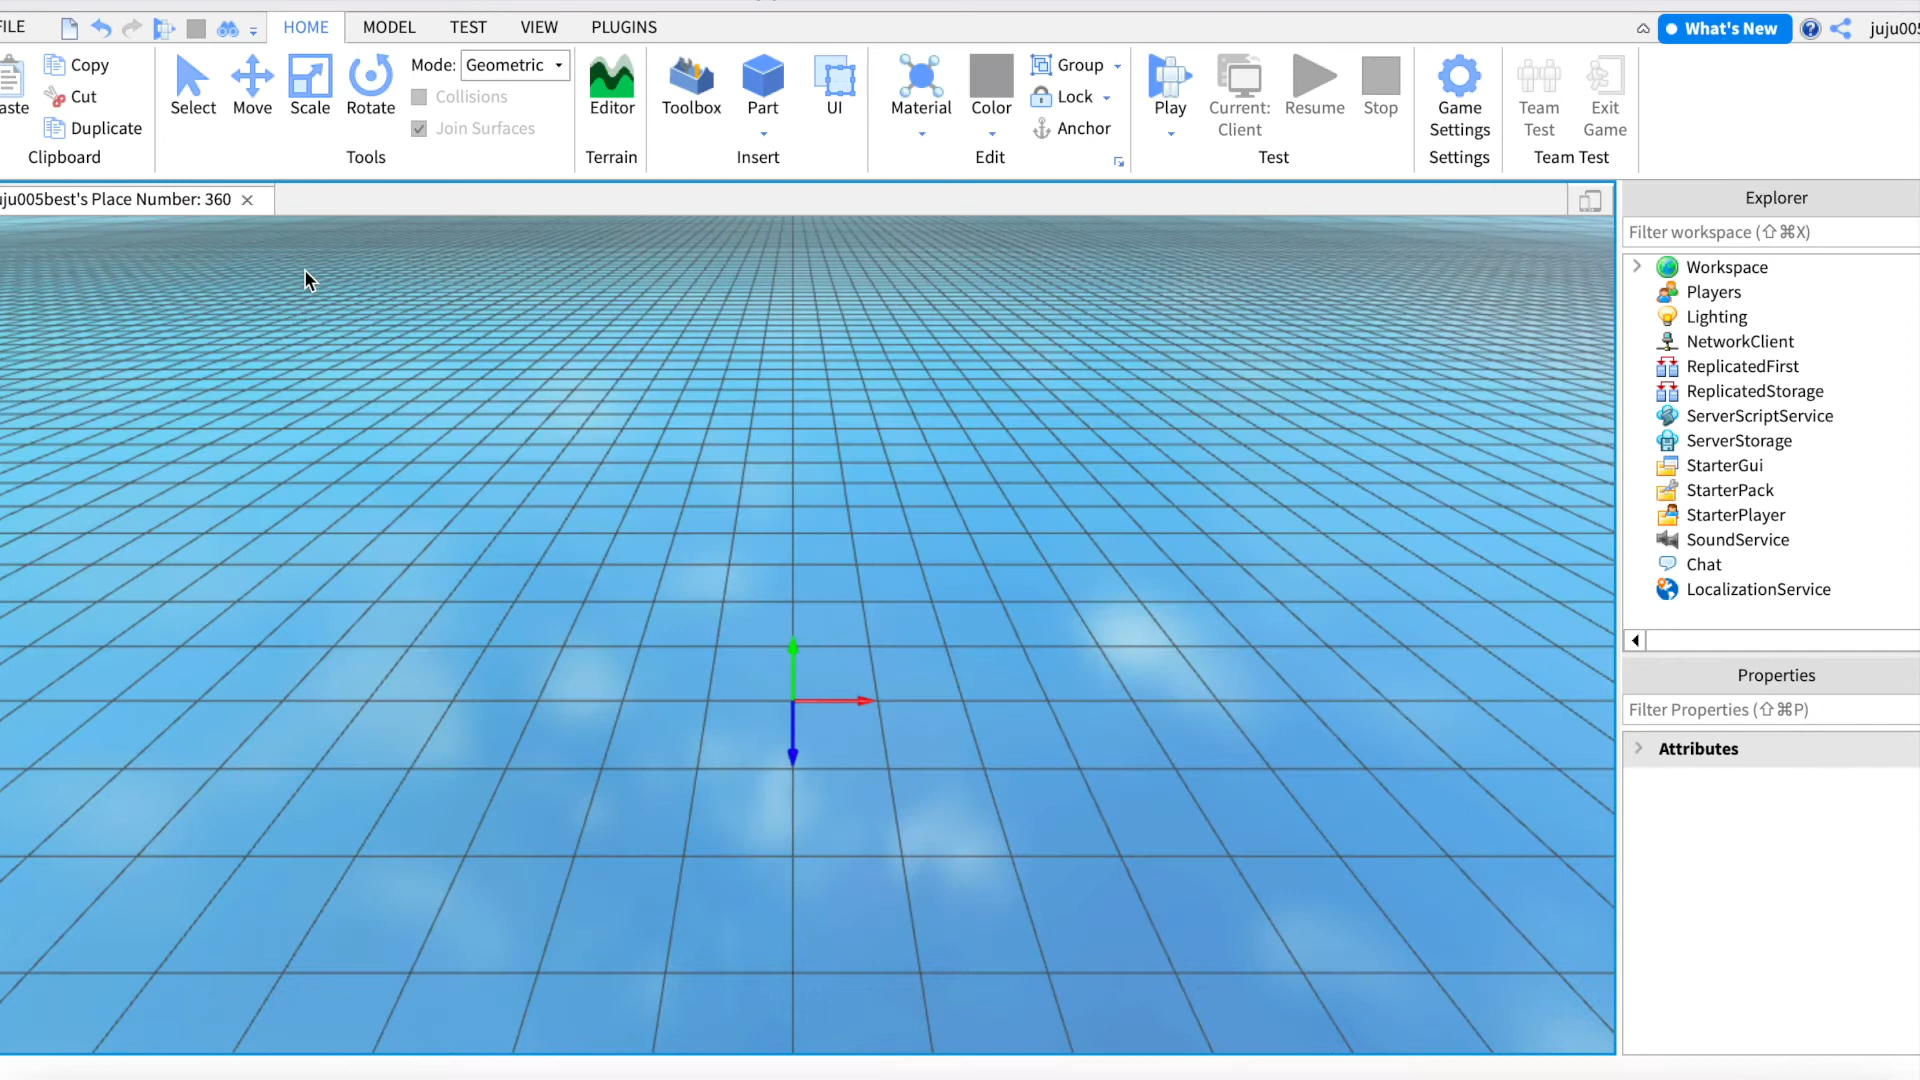 FILE HOME MODEL TEST VIEW PLUGINS What's New juju005
Copy
Cut
Duplicate
aste
Clipboard
Select Move Scale Rotate
Mode: Geometric
Collisions
Join Surfaces
Tools
Editor
Terrain
Toolbox Part UI
Insert
Material Color
Group
Lock
Anchor
Edit
Play
Current:
Client
Resume Stop
Test
Game
Settings
Settings
Team
Test
Exit
Game
Team Test
uju005best's Place Number: 360
Explorer
Filter workspace (⇧⌘X)
Workspace
Players
Lighting
NetworkClient
ReplicatedFirst
ReplicatedStorage
ServerScriptService
ServerStorage
StarterGui
StarterPack
StarterPlayer
SoundService
Chat
LocalizationService
Properties
Filter Properties (⇧⌘P)
Attributes